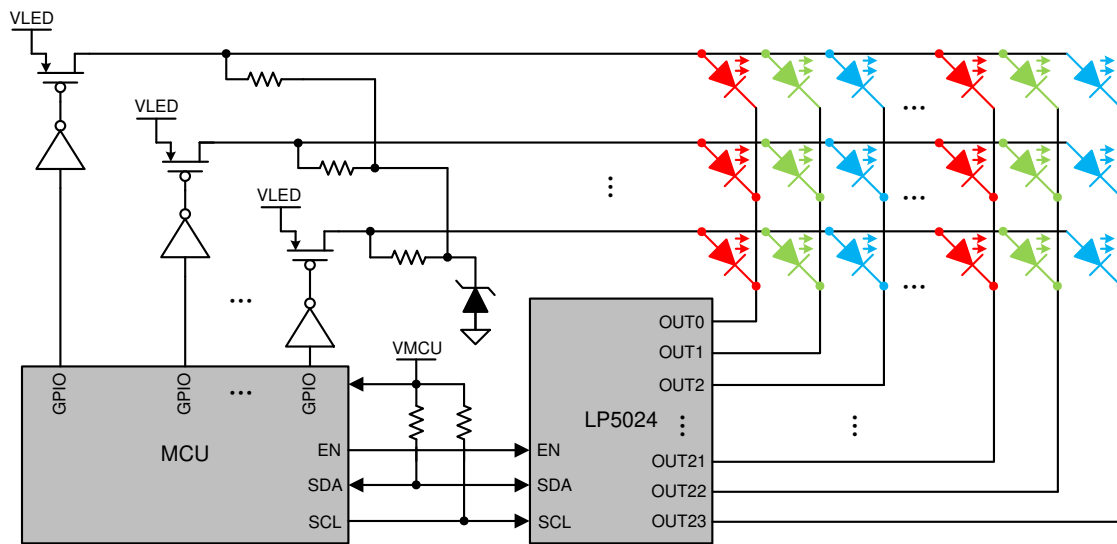 VLED
VLED
VLED
...
...
...
...
...
VMCU
GPIO
GPIO
...
GPIO
MCU
EN
SDA
SCL
LP5024
EN
SDA
SCL
OUT0
OUT1
OUT2
...
OUT21
OUT22
OUT23
...